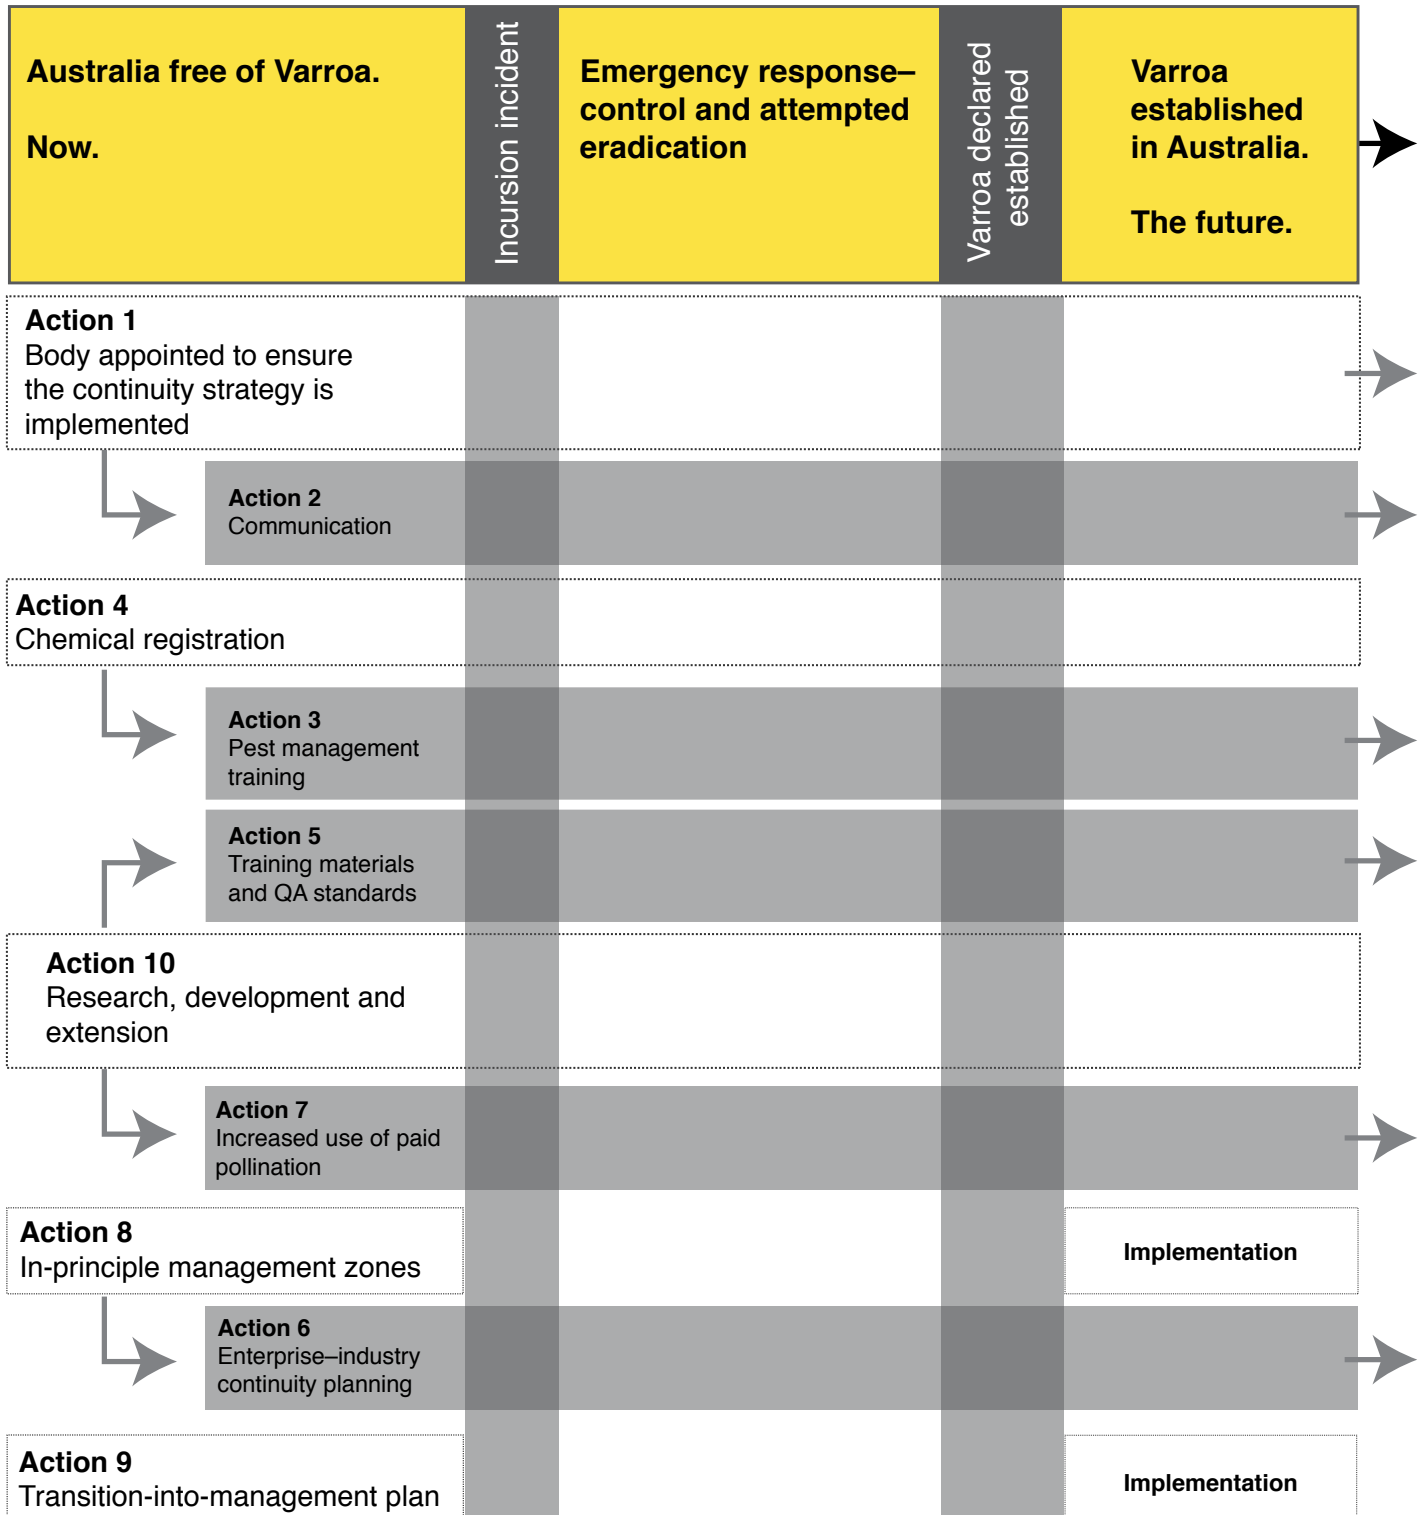 Australia free of Varroa.
Now.
Incursion incident
Emergency response–
control and attempted
eradication
Varroa declared
established
Varroa
established
in Australia.
The future.
Action 1
Body appointed to ensure
the continuity strategy is
implemented
Action 2
Communication
Action 4
Chemical registration
Action 3
Pest management
training
Action 5
Training materials
and QA standards
Action 10
Research, development and
extension
Action 7
Increased use of paid
pollination
Action 8
In-principle management zones
Implementation
Action 6
Enterprise–industry
continuity planning
Action 9
Transition-into-management plan
Implementation